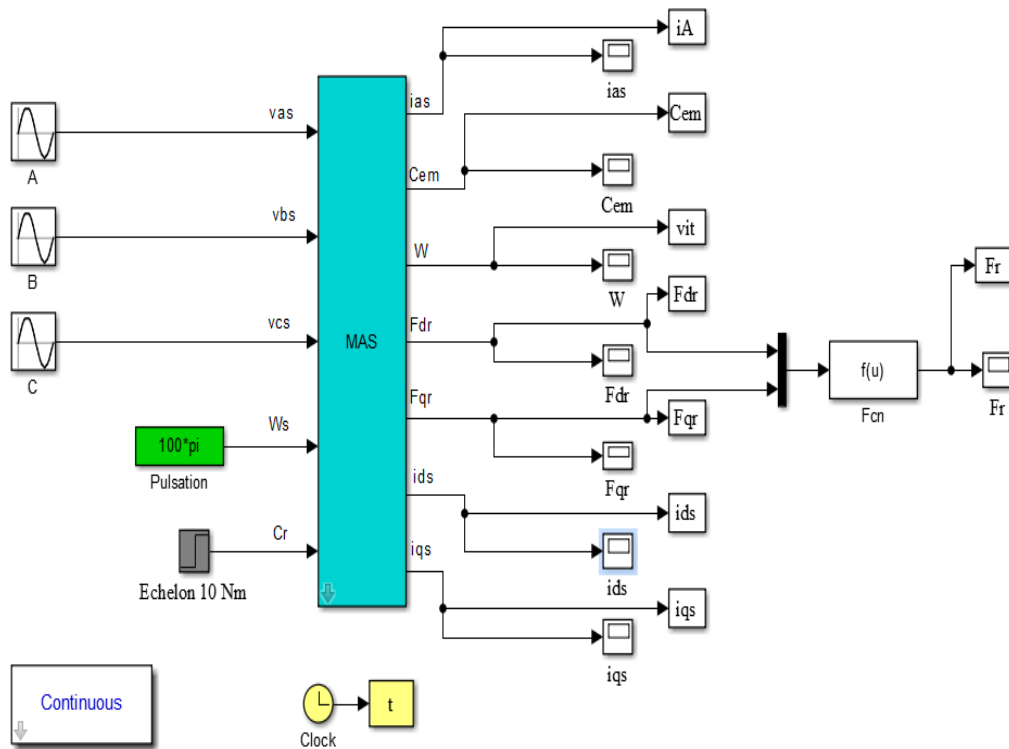 iA
ias
ias
vas
Cem
A
Cem
Cem
vbs
W
vit
B
W
Fr
Fdr
Fdr
vcs
MAS
f(u)
C
Fdr
Fcn
Fr
Fqr
Fqr
Ws
100*pi
Pulsation
Fqr
ids
ids
Cr
iqs
Echelon 10 Nm
ids
iqs
iqs
Continuous
t
Clock